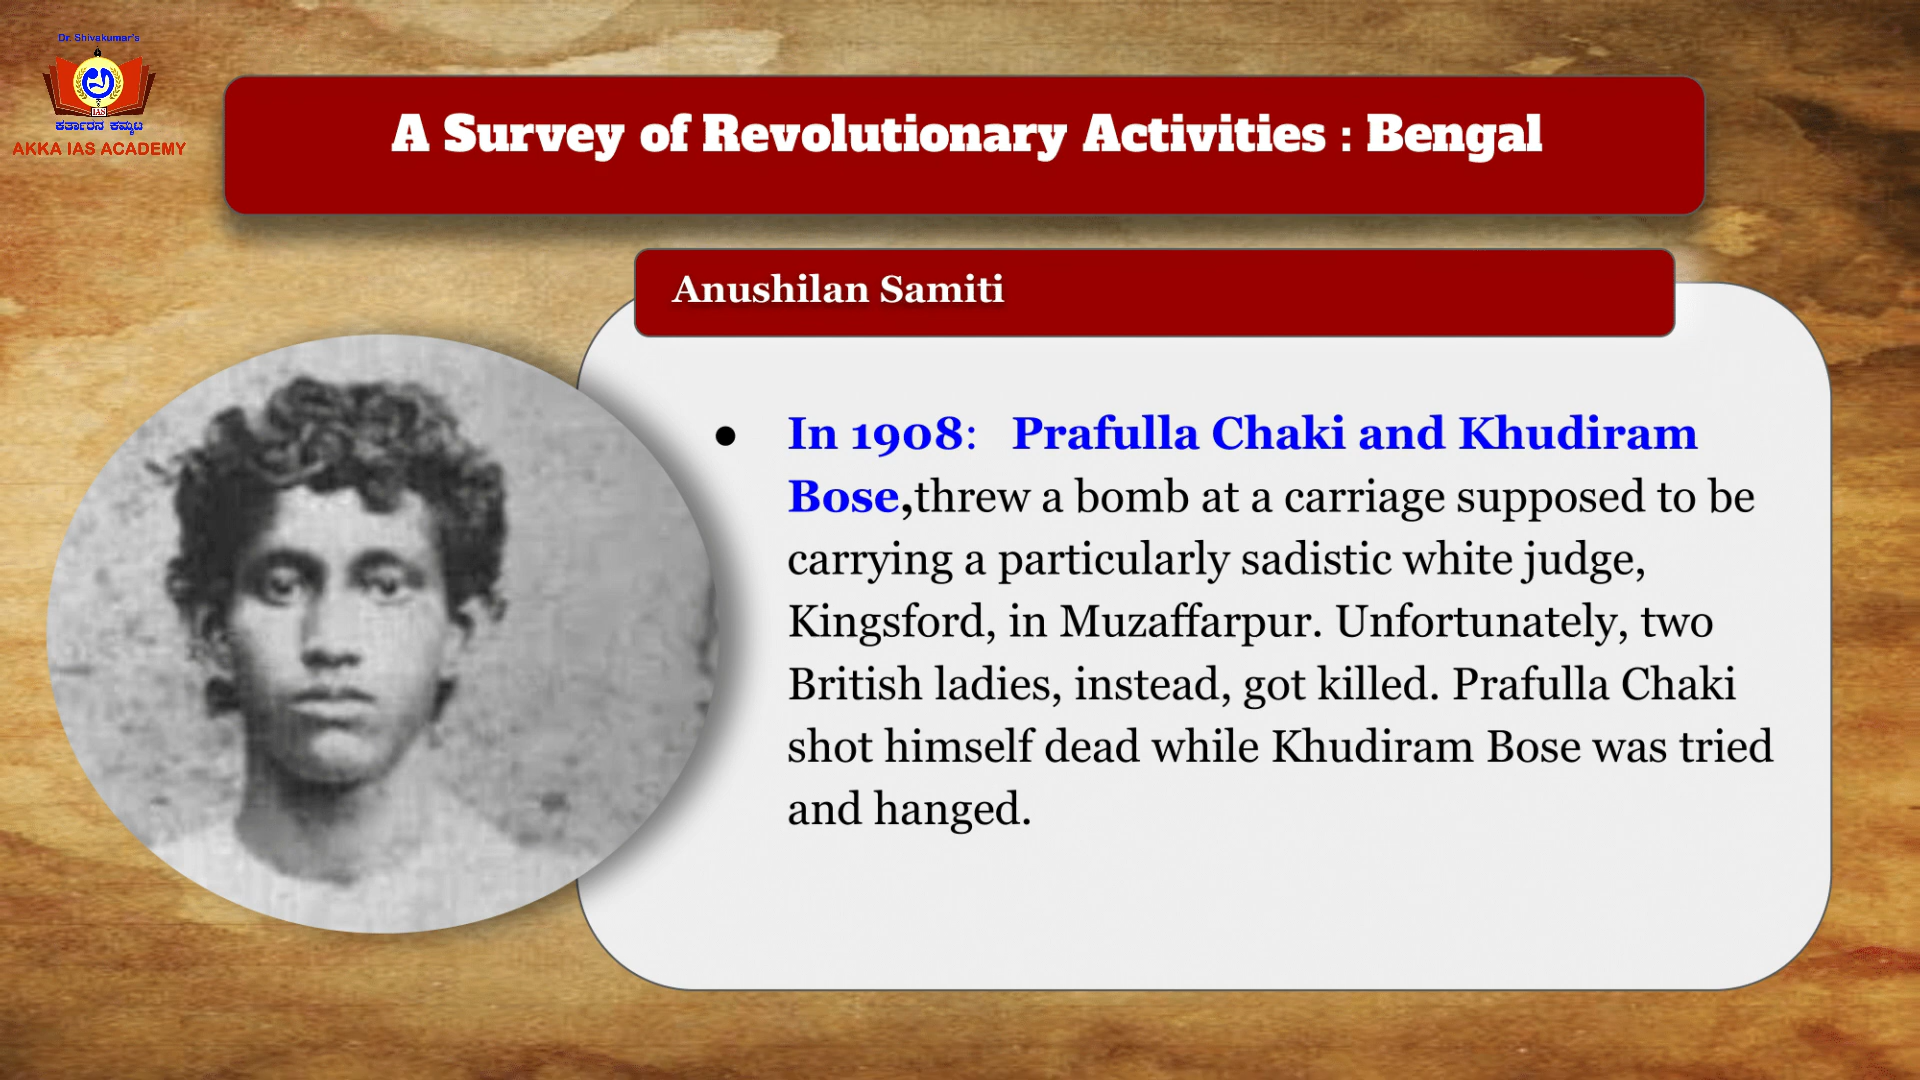 Dr. Shivakumar's
IAS
ಕರ್ತಾರನ ಕಮ್ಮಟ
AKKA IAS ACADEMY
A Survey of Revolutionary Activities : Bengal
Anushilan Samiti
● In 1908: Prafulla Chaki and Khudiram
Bose,threw a bomb at a carriage supposed to be
carrying a particularly sadistic white judge,
Kingsford, in Muzaffarpur. Unfortunately, two
British ladies, instead, got killed. Prafulla Chaki
shot himself dead while Khudiram Bose was tried
and hanged.